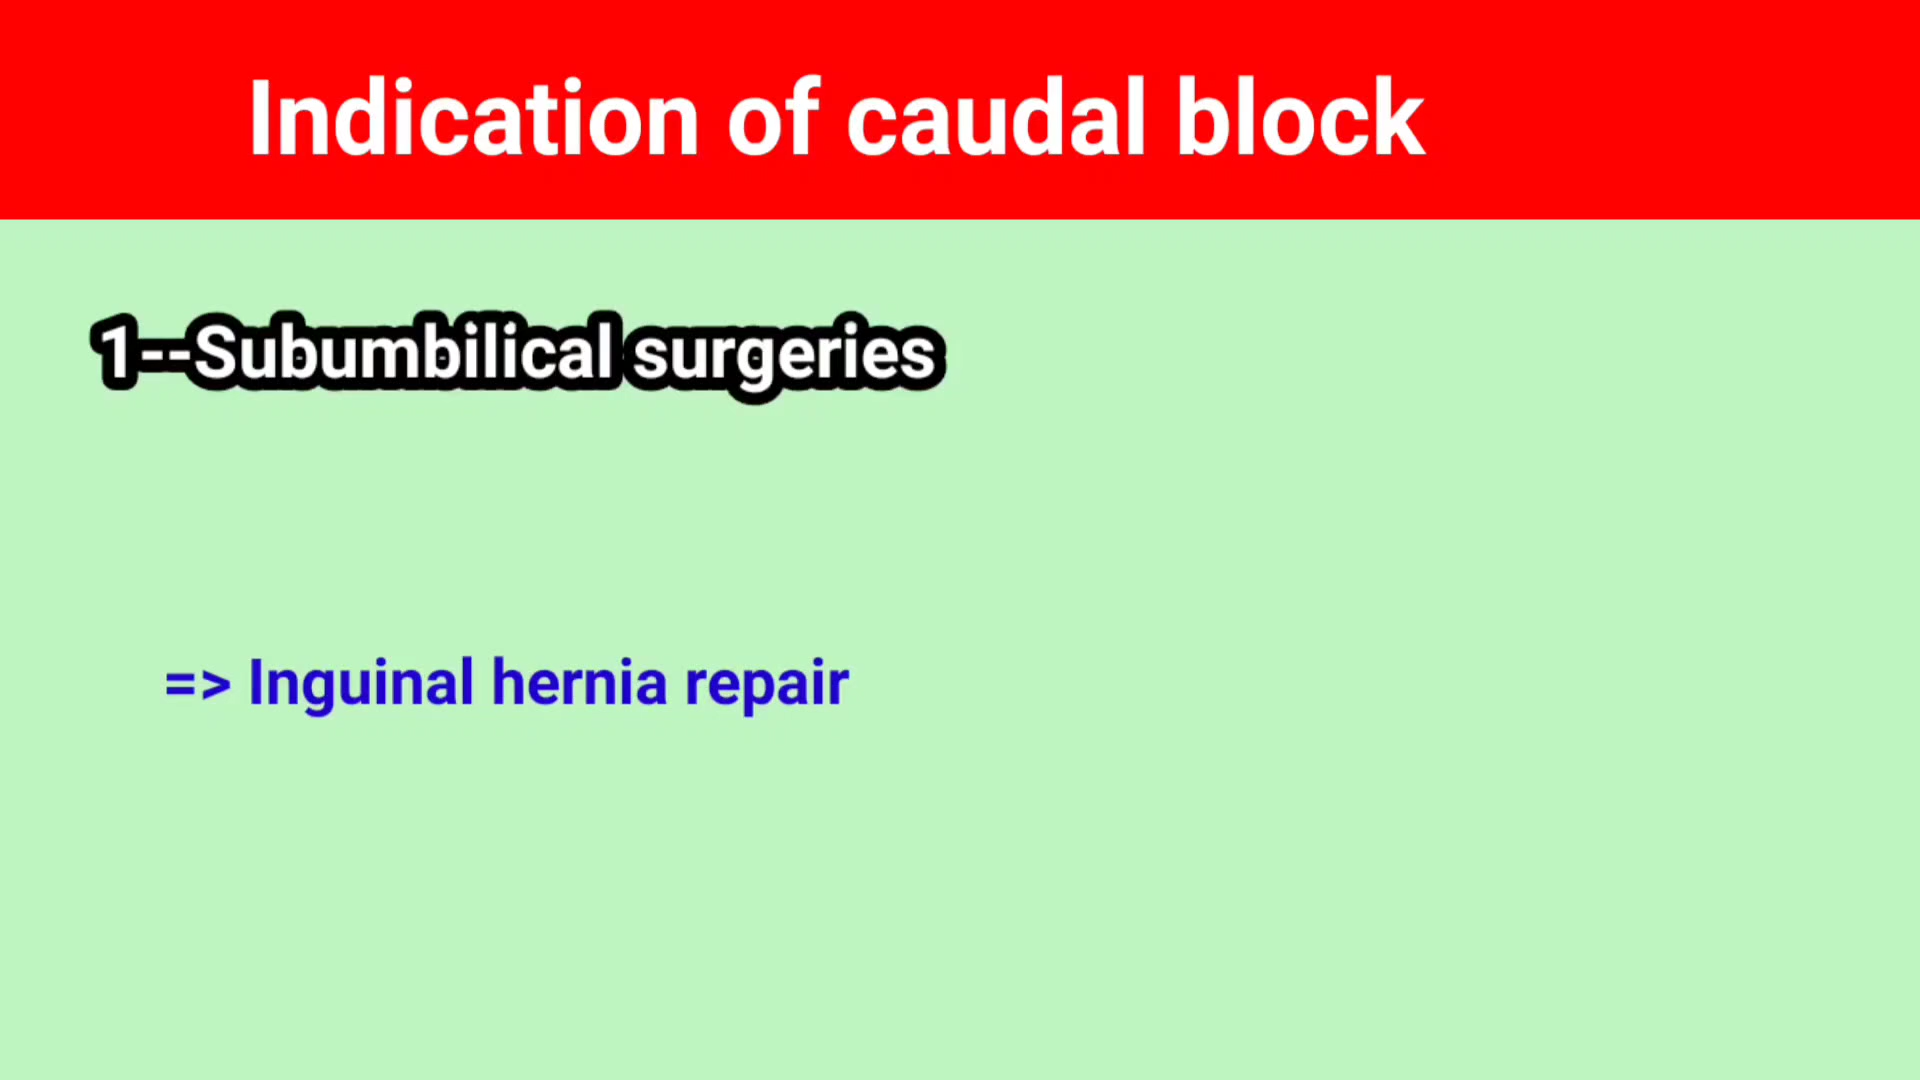 Indication of caudal block
1--Subumbilical surgeries
=> Inguinal hernia repair